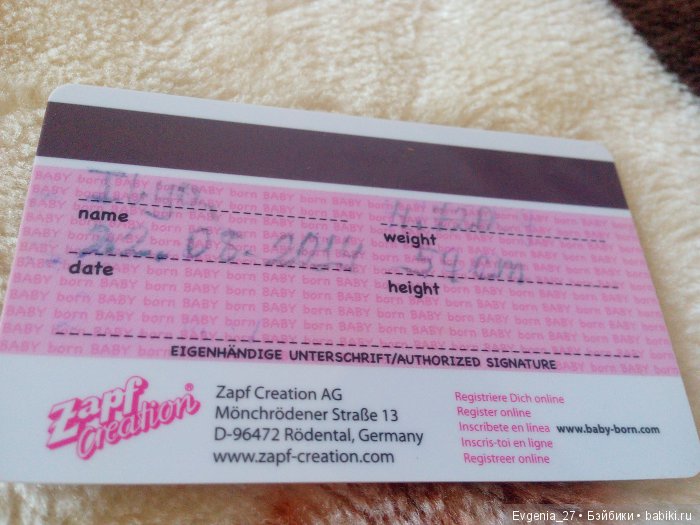 name
weight
22.08.2014
59 cm
date
height
EIGENHÄNDIGE UNTERSCHRIFT/AUTHORIZED SIGNATURE
Zapf Creation®
Zapf Creation AG
Mönchrödener Straße 13
D-96472 Rödental, Germany
www.zapf-creation.com
Registriere Dich online
Register online
Inscribete en línea www.baby-born.com
Inscris-toi en ligne
Registreer online
Evgenia_27 • Бэйбики • babiki.ru